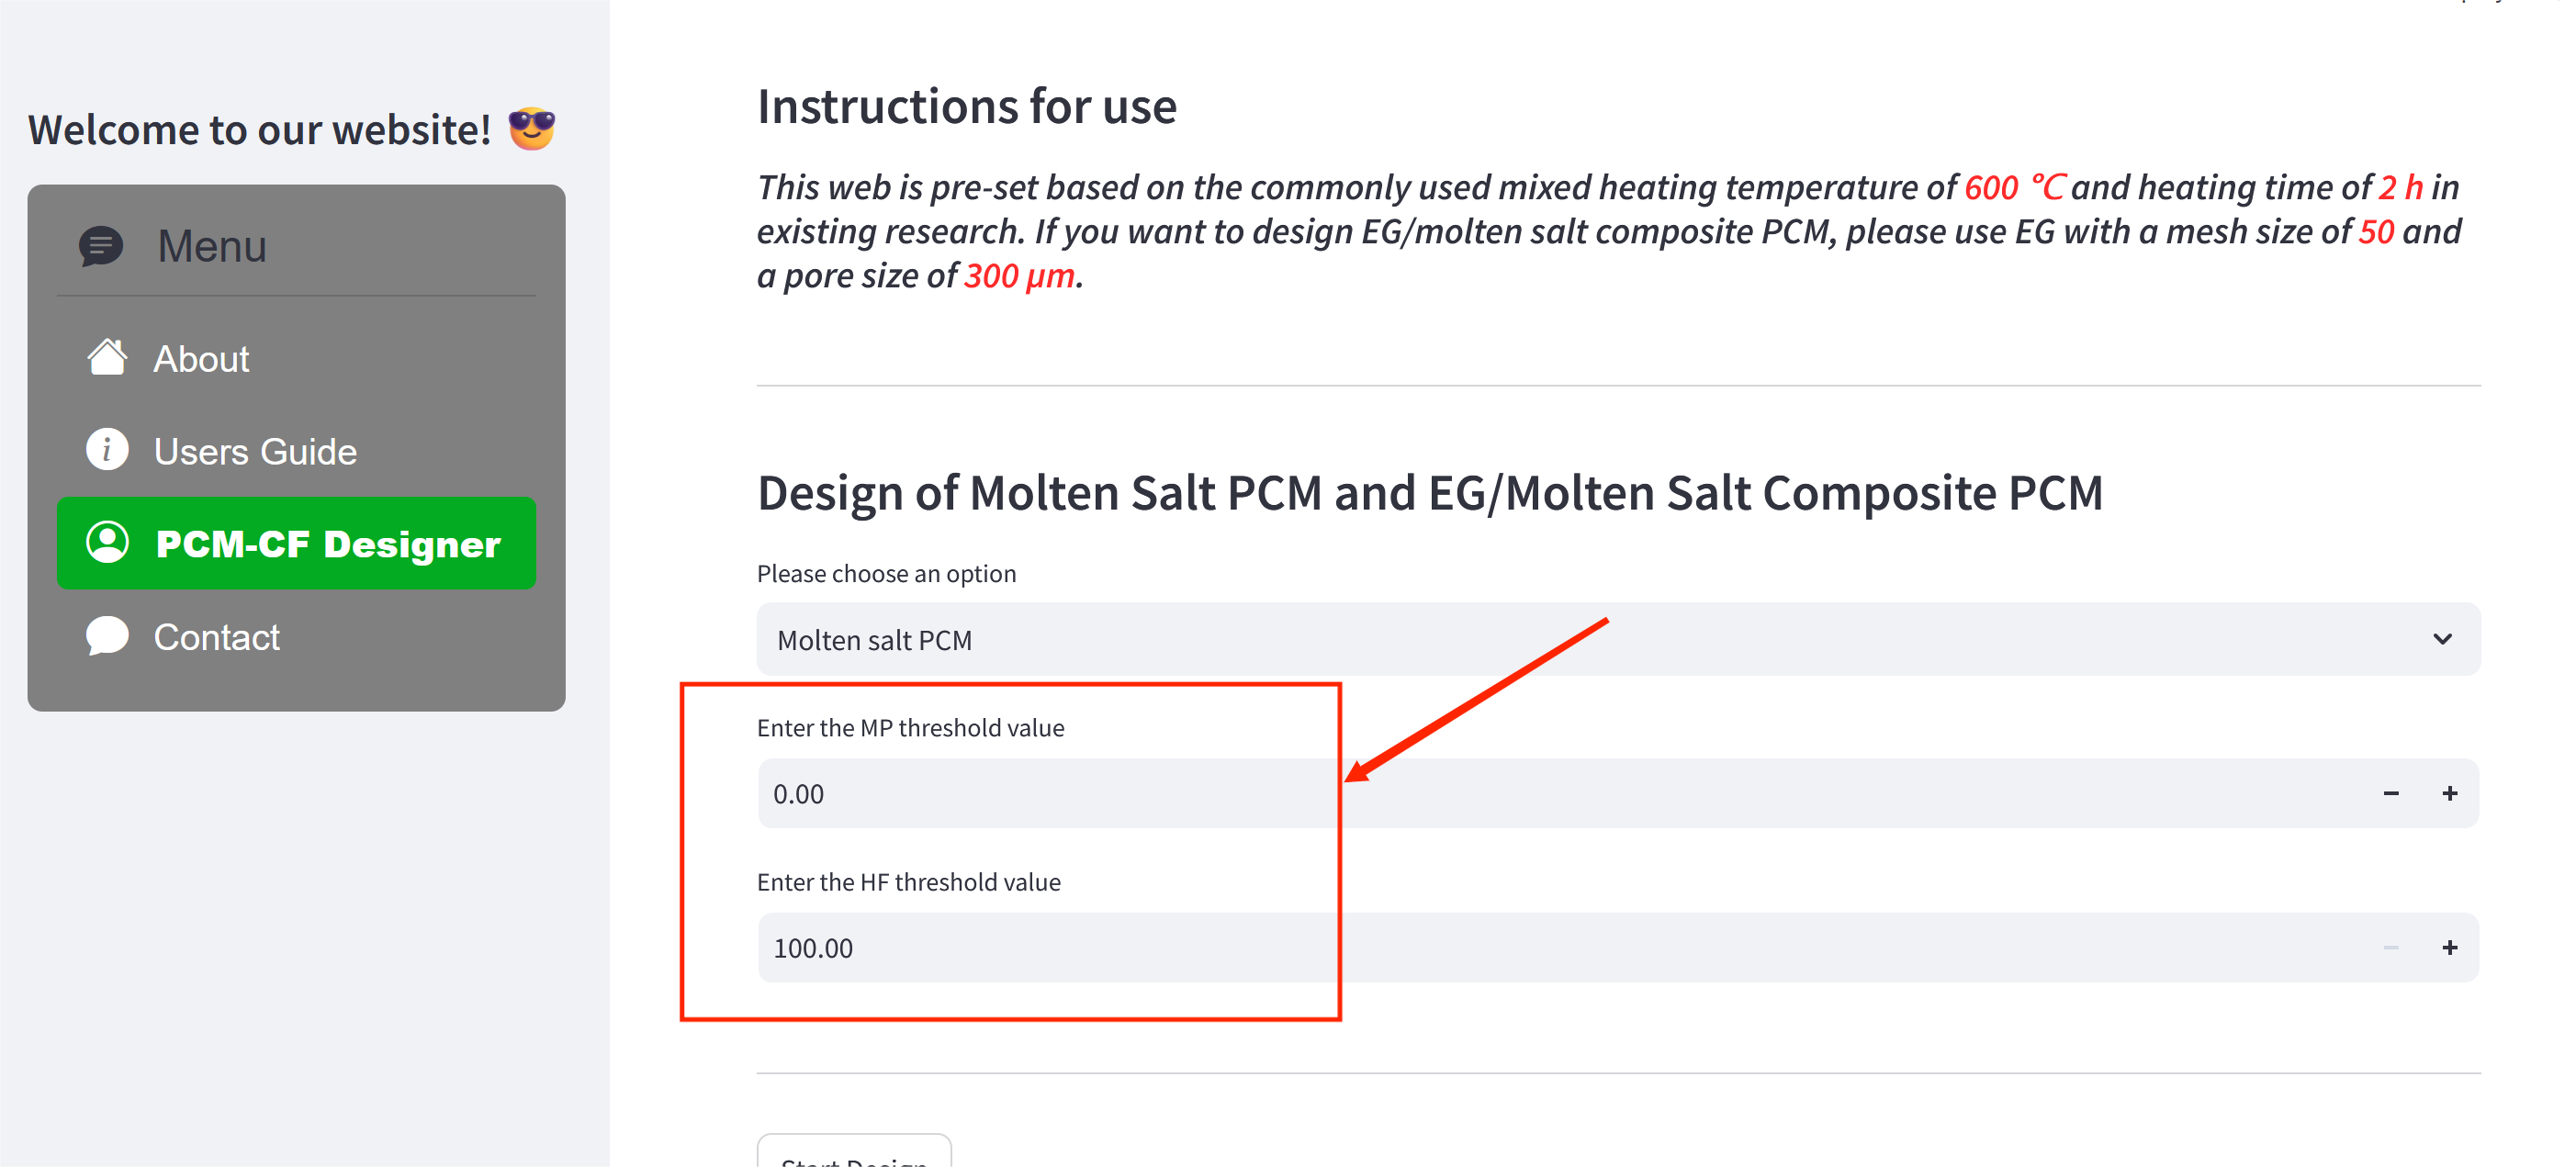 Welcome to our website! 😎
Menu
About
Users Guide
PCM-CF Designer
Contact
Instructions for use
This web is pre-set based on the commonly used mixed heating temperature of 600 ℃ and heating time of 2 h in
existing research. If you want to design EG/molten salt composite PCM, please use EG with a mesh size of 50 and
a pore size of 300 μm.
Design of Molten Salt PCM and EG/Molten Salt Composite PCM
Please choose an option
Molten salt PCM
Enter the MP threshold value
0.00
Enter the HF threshold value
100.00
Start Design